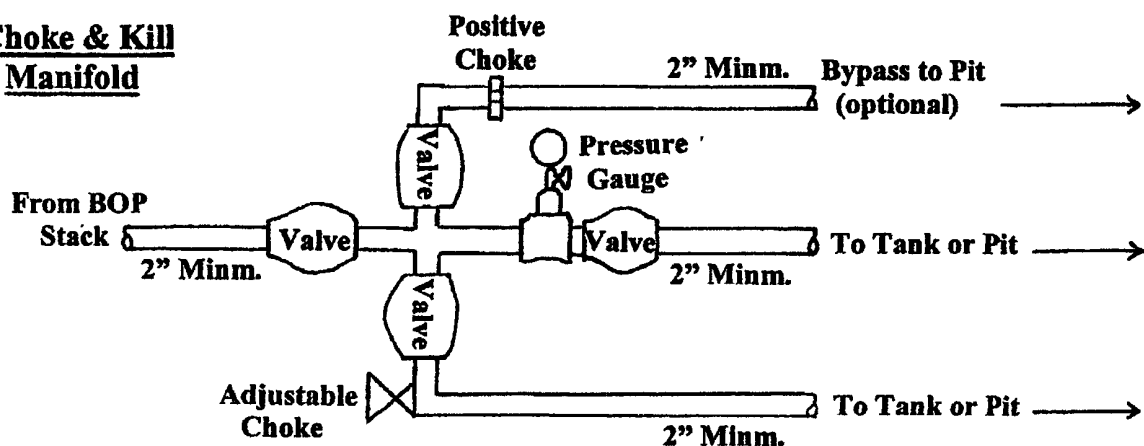 Choke & Kill
Manifold
Positive
Choke
2” Minm.
Bypass to Pit
(optional)
Valve
Pressure
Gauge
From BOP
Stack
Valve
Valve
To Tank or Pit
2” Minm.
2” Minm.
Valve
Adjustable
Choke
To Tank or Pit
2” Minm.